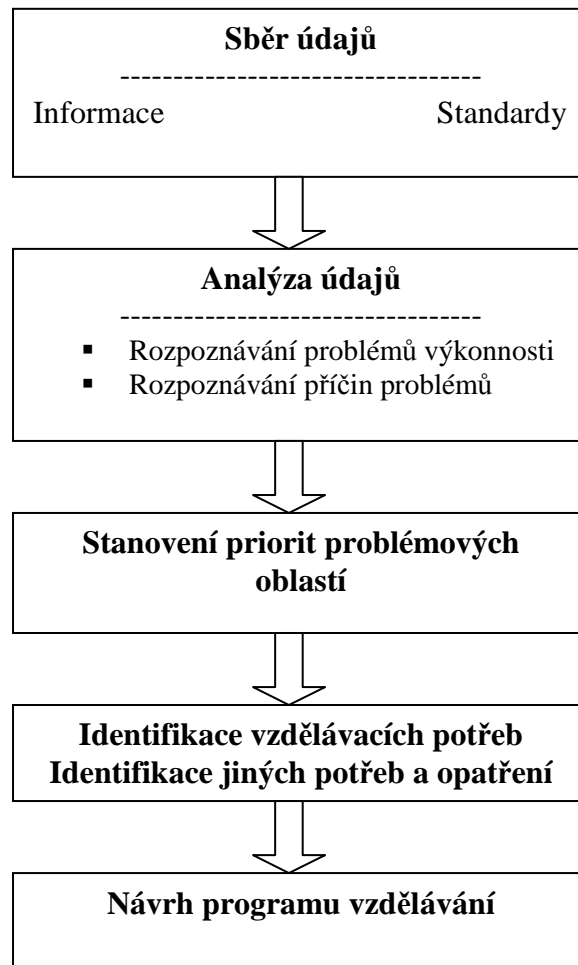 Sběr údajů
----------------------------------
Informace Standardy
Analýza údajů
----------------------------------
▪ Rozpoznávání problémů výkonnosti
▪ Rozpoznávání příčin problémů
Stanovení priorit problémových
oblastí
Identifikace vzdělávacích potřeb
Identifikace jiných potřeb a opatření
Návrh programu vzdělávání